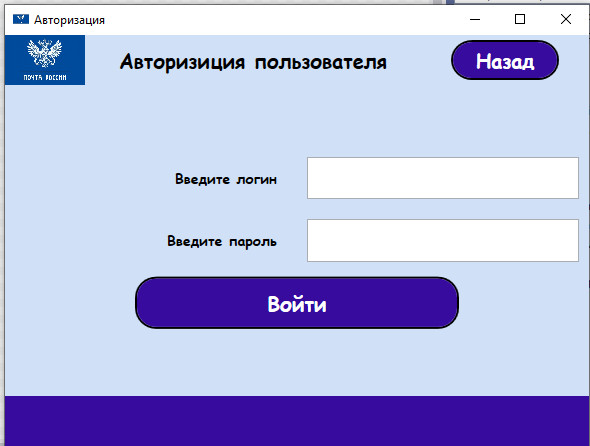 Авторизация
ПОЧТА РОССИИ
Авторизиция пользователя
Назад
Введите логин
Введите пароль
Войти